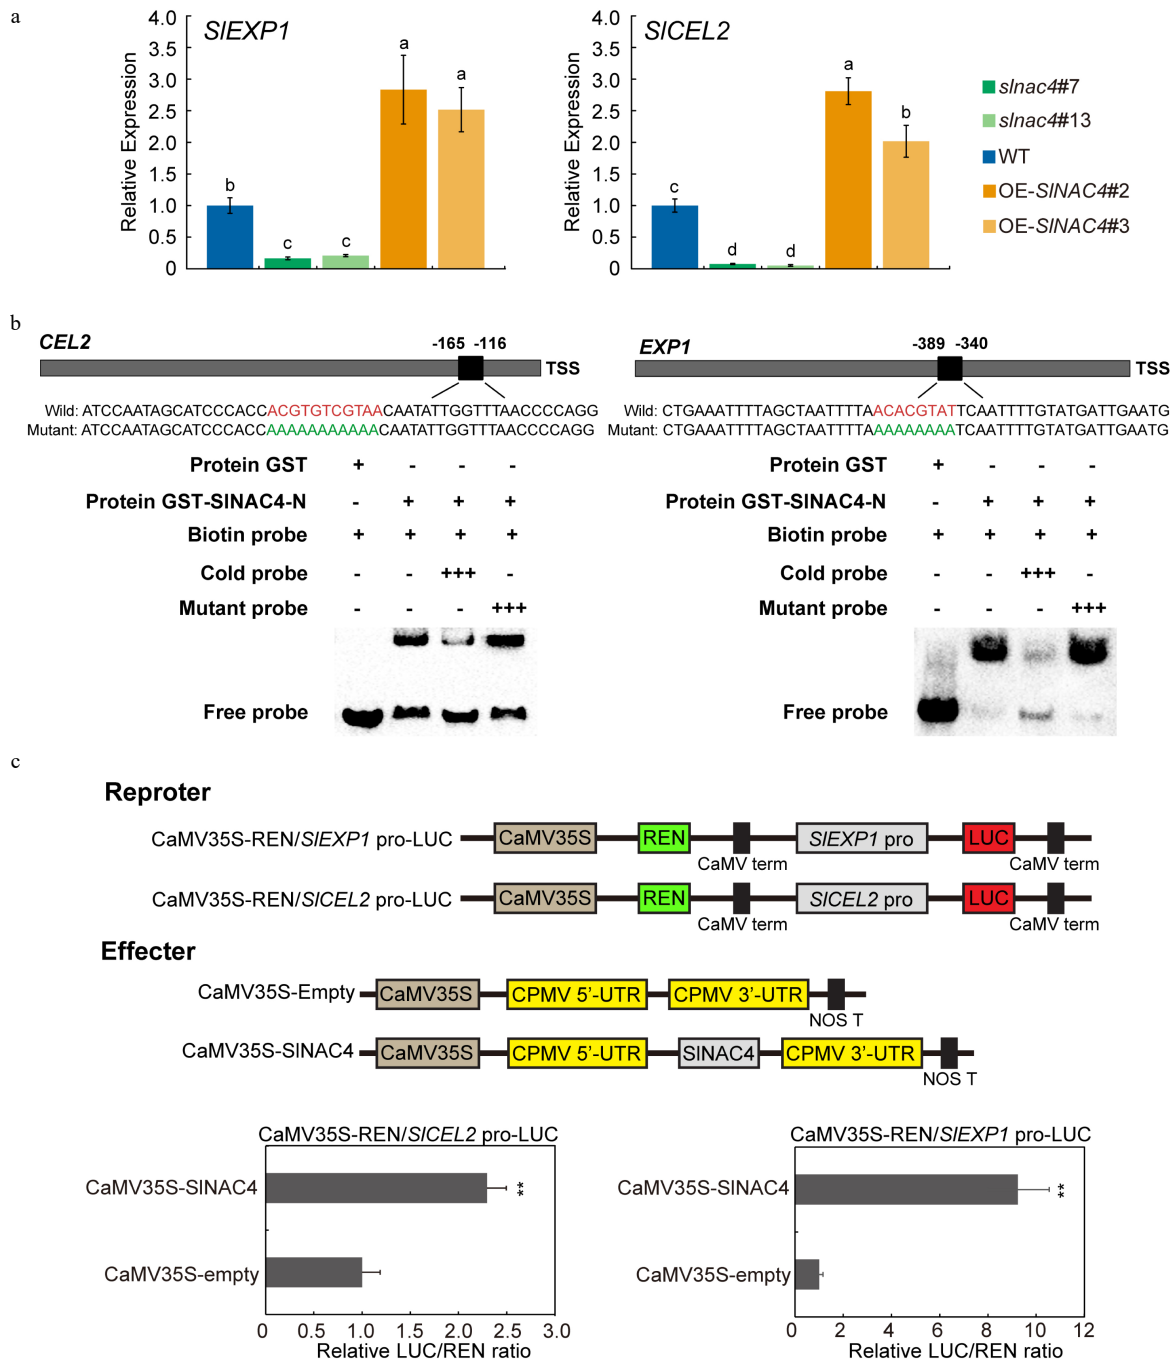 a
SlEXP1
Relative Expression
4.0
3.5
3.0
2.5
2.0
1.5
1.0
0.5
0
b
c
c
a
a
SlCEL2
Relative Expression
4.0
3.5
3.0
2.5
2.0
1.5
1.0
0.5
0
c
d
d
a
b
slnac4#7
slnac4#13
WT
OE-SlNAC4#2
OE-SlNAC4#3
b
CEL2
-165 -116
TSS
Wild: ATCCAATAGCATCCCACCACGTGTCGTAACAATATTGGTTTAACCCCAGG
Mutant: ATCCAATAGCATCCCACCAAAAAAAAAAACAATATTGGTTTAACCCCAGG
Protein GST + - - -
Protein GST-SlNAC4-N - + + +
Biotin probe + + + +
Cold probe - - +++ -
Mutant probe - - - +++
Free probe
EXP1
-389 -340
TSS
Wild: CTGAAATTTTAGCTAATTTTAACACGTATTCAATTTTGTATGATTGAATG
Mutant: CTGAAATTTTAGCTAATTTTAAAAAAAAATCAATTTTGTATGATTGAATG
Protein GST + - - -
Protein GST-SlNAC4-N - + + +
Biotin probe + + + +
Cold probe - - +++ -
Mutant probe - - - +++
Free probe
c
Reproter
CaMV35S-REN/SlEXP1 pro-LUC CaMV35S REN SlEXP1 pro LUC
CaMV term CaMV term
CaMV35S-REN/SlCEL2 pro-LUC CaMV35S REN SlCEL2 pro LUC
CaMV term CaMV term
Effecter
CaMV35S-Empty CaMV35S CPMV 5'-UTR CPMV 3'-UTR
NOS T
CaMV35S-SlNAC4 CaMV35S CPMV 5'-UTR SlNAC4 CPMV 3'-UTR
NOS T
CaMV35S-REN/SlCEL2 pro-LUC
CaMV35S-SlNAC4
**
CaMV35S-empty
0 0.5 1.0 1.5 2.0 2.5 3.0
Relative LUC/REN ratio
CaMV35S-REN/SlEXP1 pro-LUC
CaMV35S-SlNAC4
**
CaMV35S-empty
0 2 4 6 8 10 12
Relative LUC/REN ratio